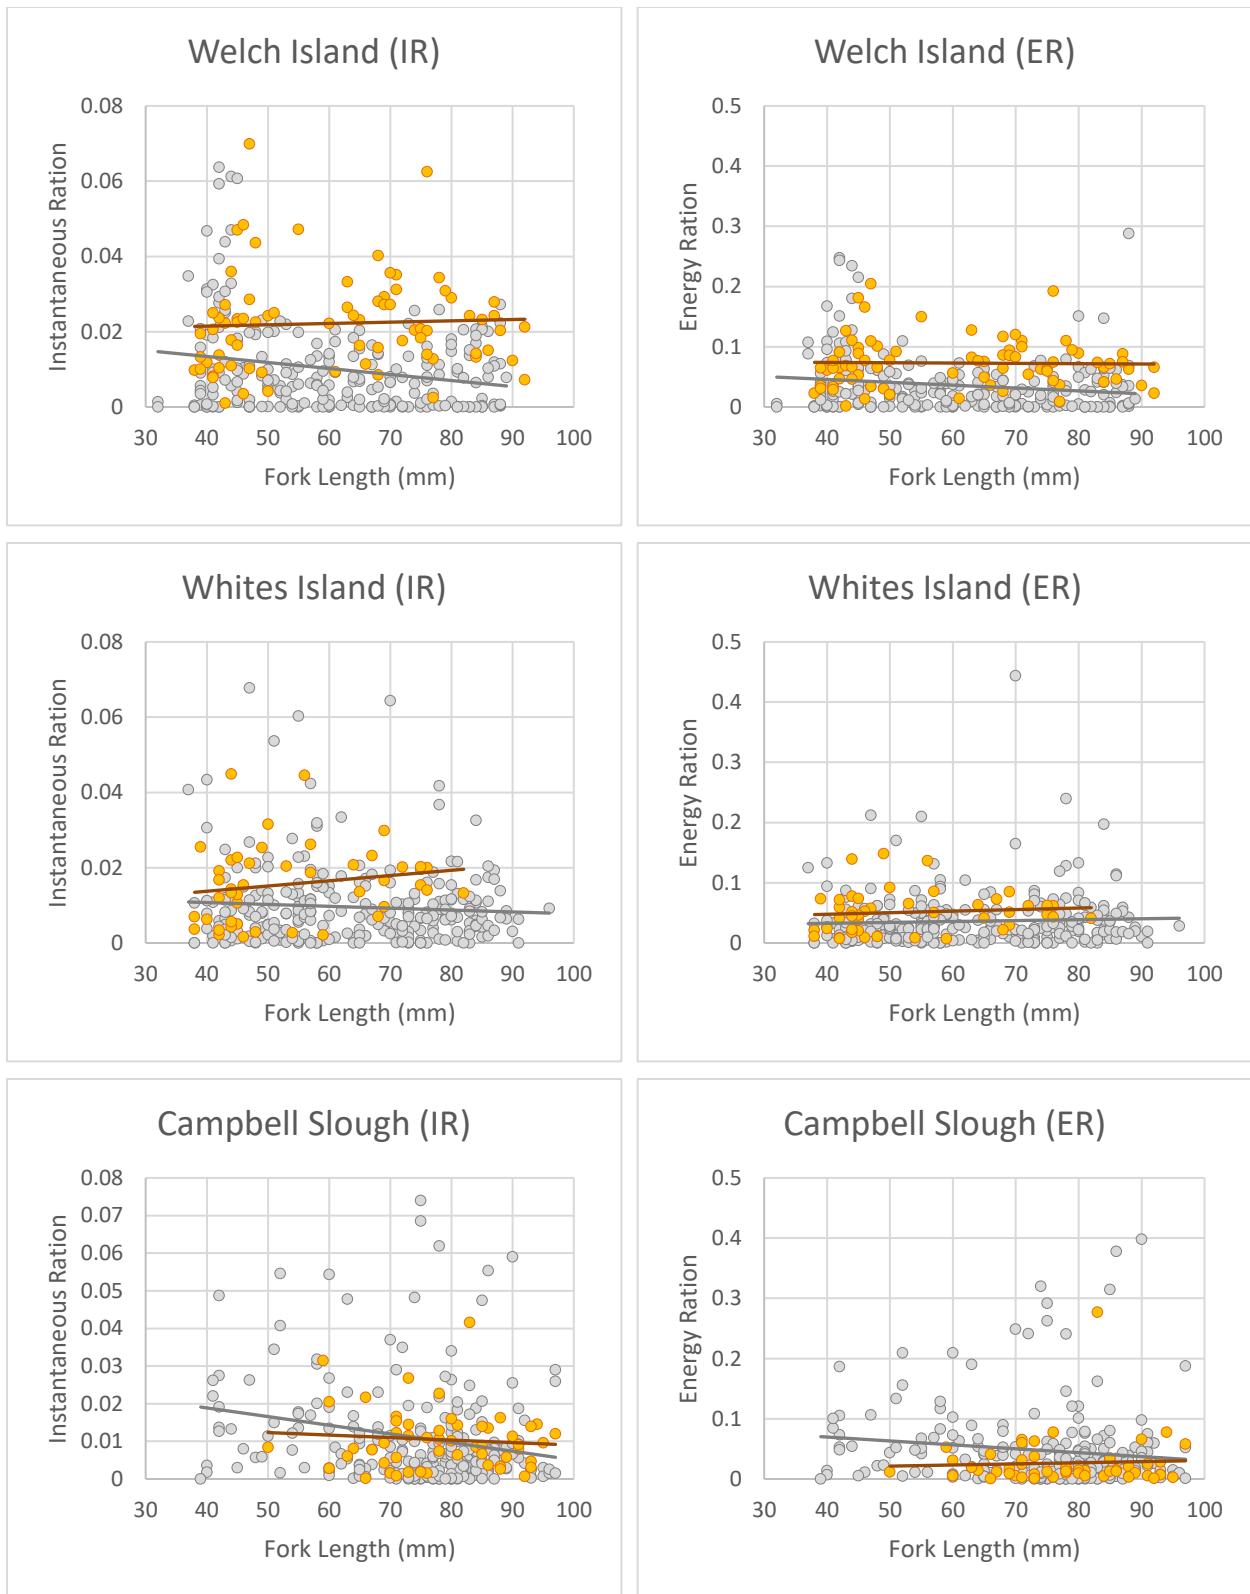 Welch Island (IR)
0.08
0.06
0.04
0.02
0
Instantaneous Ration
30 40 50 60 70 80 90 100
Fork Length (mm)
Welch Island (ER)
0.5
0.4
0.3
0.2
0.1
0
Energy Ration
30 40 50 60 70 80 90 100
Fork Length (mm)
Whites Island (IR)
0.08
0.06
0.04
0.02
0
Instantaneous Ration
30 40 50 60 70 80 90 100
Fork Length (mm)
Whites Island (ER)
0.5
0.4
0.3
0.2
0.1
0
Energy Ration
30 40 50 60 70 80 90 100
Fork Length (mm)
Campbell Slough (IR)
0.08
0.07
0.06
0.05
0.04
0.03
0.02
0.01
0
Instantaneous Ration
30 40 50 60 70 80 90 100
Fork Length (mm)
Campbell Slough (ER)
0.5
0.4
0.3
0.2
0.1
0
Energy Ration
30 40 50 60 70 80 90 100
Fork Length (mm)